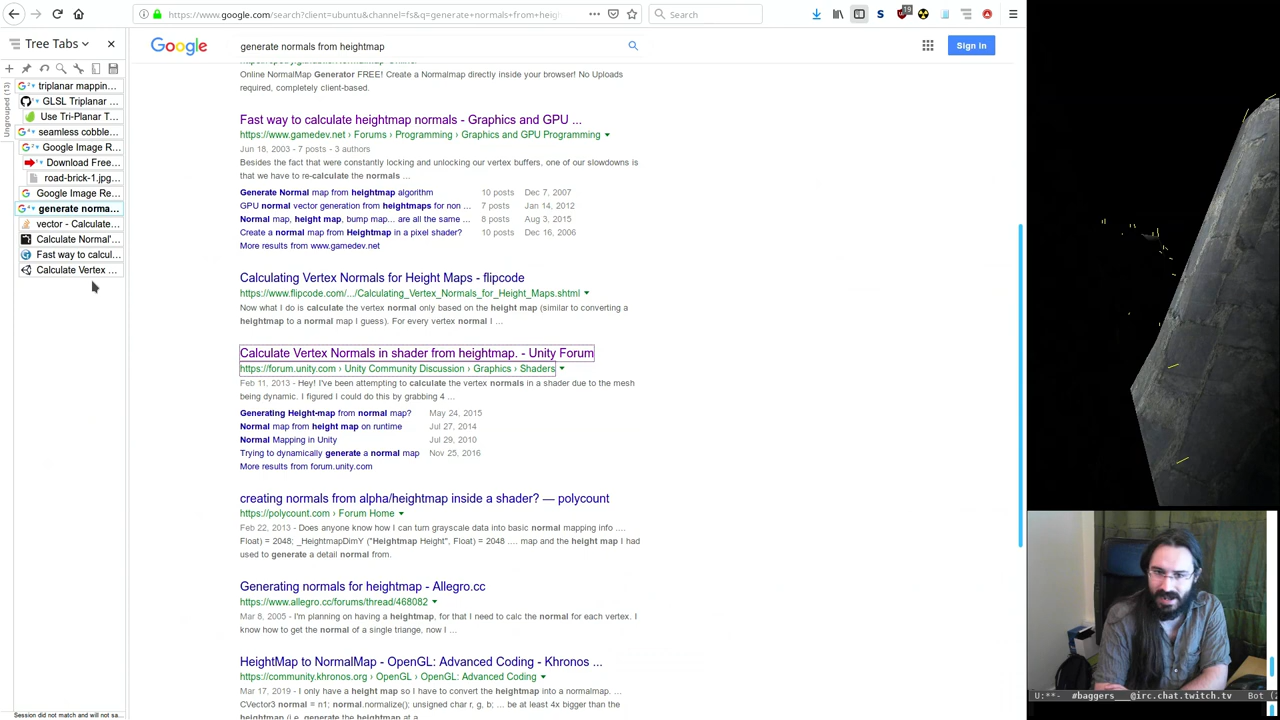 https://www.google.com/search?client=ubuntu&channel=fs&q=generate+normals+from+heig
Search
Tree Tabs
Google
generate normals from heightmap
Sign in
Ungrouped (13)
triplanar mappin...
GLSL Triplanar ...
Use Tri-Planar T...
seamless cobble...
Google Image R...
Download Free...
road-brick-1.jpg...
Google Image Re...
generate norma...
vector - Calculate...
Calculate Normal'...
Fast way to calcul...
Calculate Vertex ...
Online NormalMap Generator FREE! Create a Normalmap directly inside your browser! No Uploads
required, completely client-based.
Fast way to calculate heightmap normals - Graphics and GPU ...
https://www.gamedev.net › Forums › Programming › Graphics and GPU Programming
Jun 18, 2003 - 7 posts - 3 authors
Besides the fact that were constantly locking and unlocking our vertex buffers, one of our slowdowns is
that we have to re-calculate the normals ...
Generate Normal map from heightmap algorithm 10 posts Dec 7, 2007
GPU normal vector generation from heightmaps for non ... 7 posts Jan 14, 2012
Normal map, height map, bump map... are all the same ... 8 posts Aug 3, 2015
Create a normal map from Heightmap in a pixel shader? 10 posts Dec 16, 2006
More results from www.gamedev.net
Calculating Vertex Normals for Height Maps - flipcode
https://www.flipcode.com/.../Calculating_Vertex_Normals_for_Height_Maps.shtml
Now what I do is calculate the vertex normal only based on the height map (similar to converting a
heightmap to a normal map I guess). For every vertex normal I ...
Calculate Vertex Normals in shader from heightmap. - Unity Forum
https://forum.unity.com › Unity Community Discussion › Graphics › Shaders
Feb 11, 2013 - Hey! I've been attempting to calculate the vertex normals in a shader due to the mesh
being dynamic. I figured I could do this by grabbing 4 ...
Generating Height-map from normal map? May 24, 2015
Normal map from height map on runtime Jul 27, 2014
Normal Mapping in Unity Jul 29, 2010
Trying to dynamically generate a normal map Nov 25, 2016
More results from forum.unity.com
creating normals from alpha/heightmap inside a shader? — polycount
https://polycount.com › Forum Home
Feb 22, 2013 - Does anyone know how I can turn grayscale data into basic normal mapping info ....
Float) = 2048; _HeightmapDimY ("Heightmap Height", Float) = 2048 .... map and the height map I had
used to generate a detail normal from.
Generating normals for heightmap - Allegro.cc
https://www.allegro.cc/forums/thread/468082
Mar 8, 2005 - I'm planning on having a heightmap, for that I need to calc the normal for each vertex. I
know how to get the normal of a single triange, now I ...
HeightMap to NormalMap - OpenGL: Advanced Coding - Khronos ...
https://community.khronos.org › OpenGL › OpenGL: Advanced Coding
Mar 17, 2019 - I only have a height map so I have to convert the heightmap into a normalmap. ...
CVector3 normal = n1; normal.normalize(); unsigned char r, g, b; ... be at least 4x bigger than the
heightmap (i.e. generate the heightmap at a
Session did not match and will not sa...
U:**- #baggers___@irc.chat.twitch.tv Bot (2